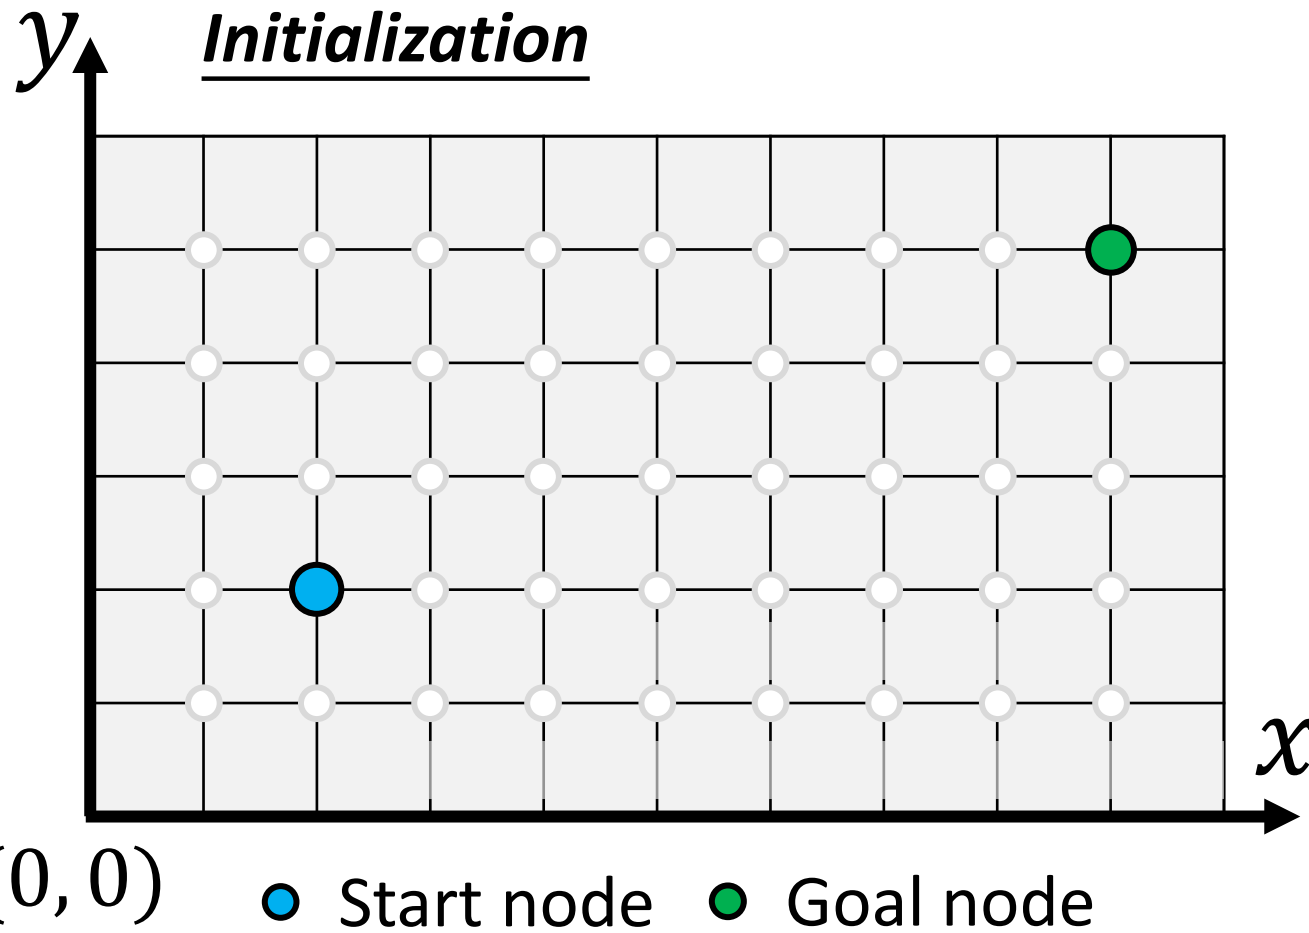 y
Initialization
x
(0, 0)
Start node
Goal node